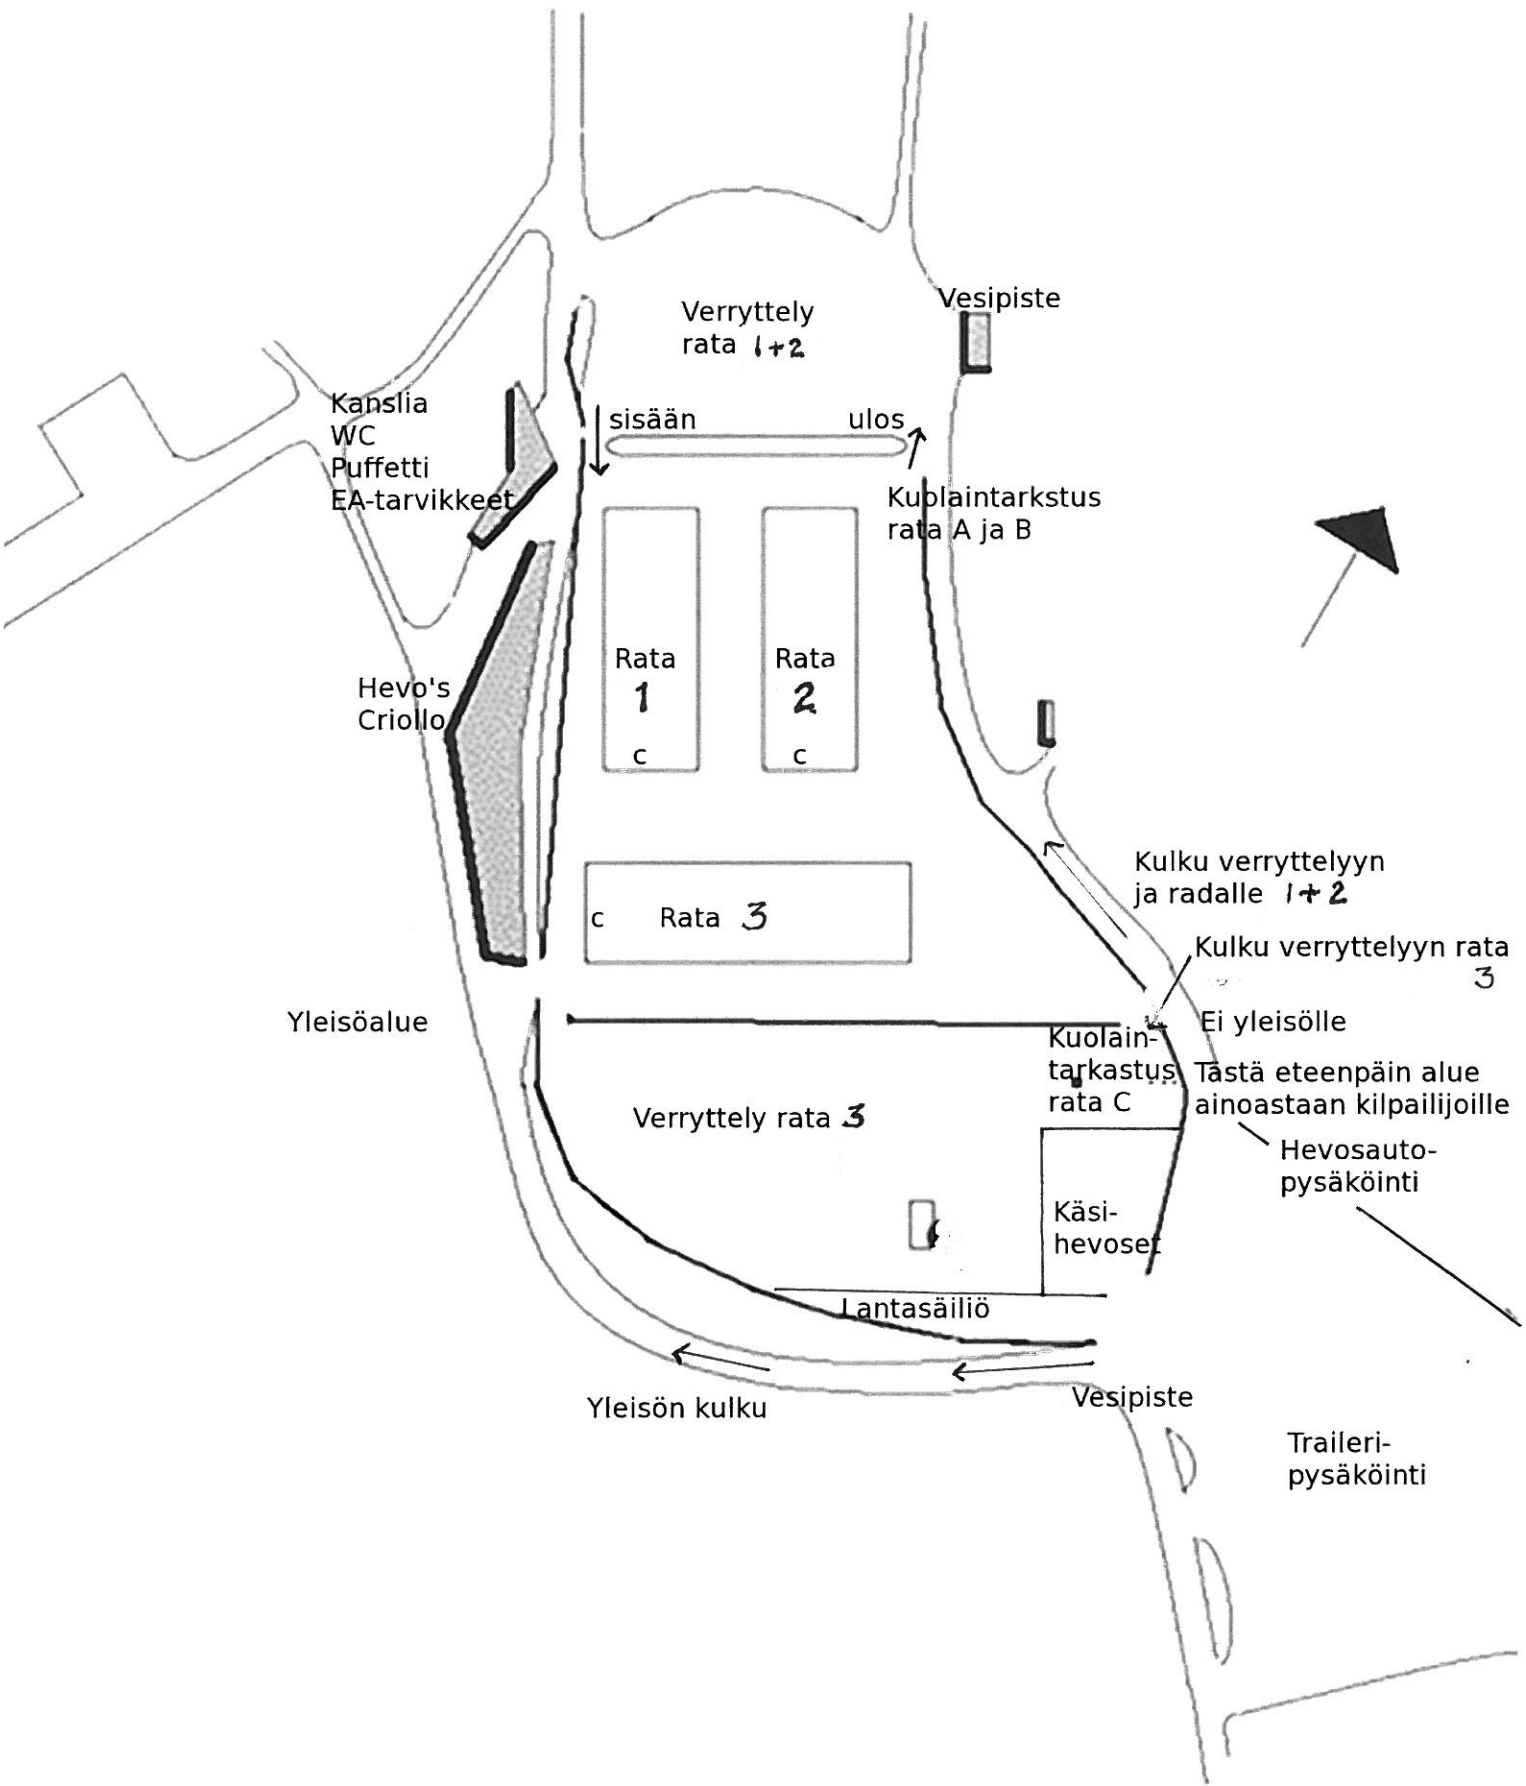 Vesipiste
Verryttely
rata 1+2
Kanslia
WC
Puffetti
EA-tarvikkeet
sisään
ulos
Kuolaintarkstus
rata A ja B
Rata
1
c
Rata
2
c
Hevo's
Criollo
Kulku verryttelyyn
ja radalle 1+2
c
Rata 3
Kulku verryttelyyn rata
3
Yleisöalue
Ei yleisölle
Kuolain-
tarkastus
rata C
Tästä eteenpäin alue
ainoastaan kilpailijoille
Verryttely rata 3
Hevosauto-
pysäköinti
Käsi-
hevoset
Lantasäiliö
Yleisön kulku
Vesipiste
Traileri-
pysäköinti